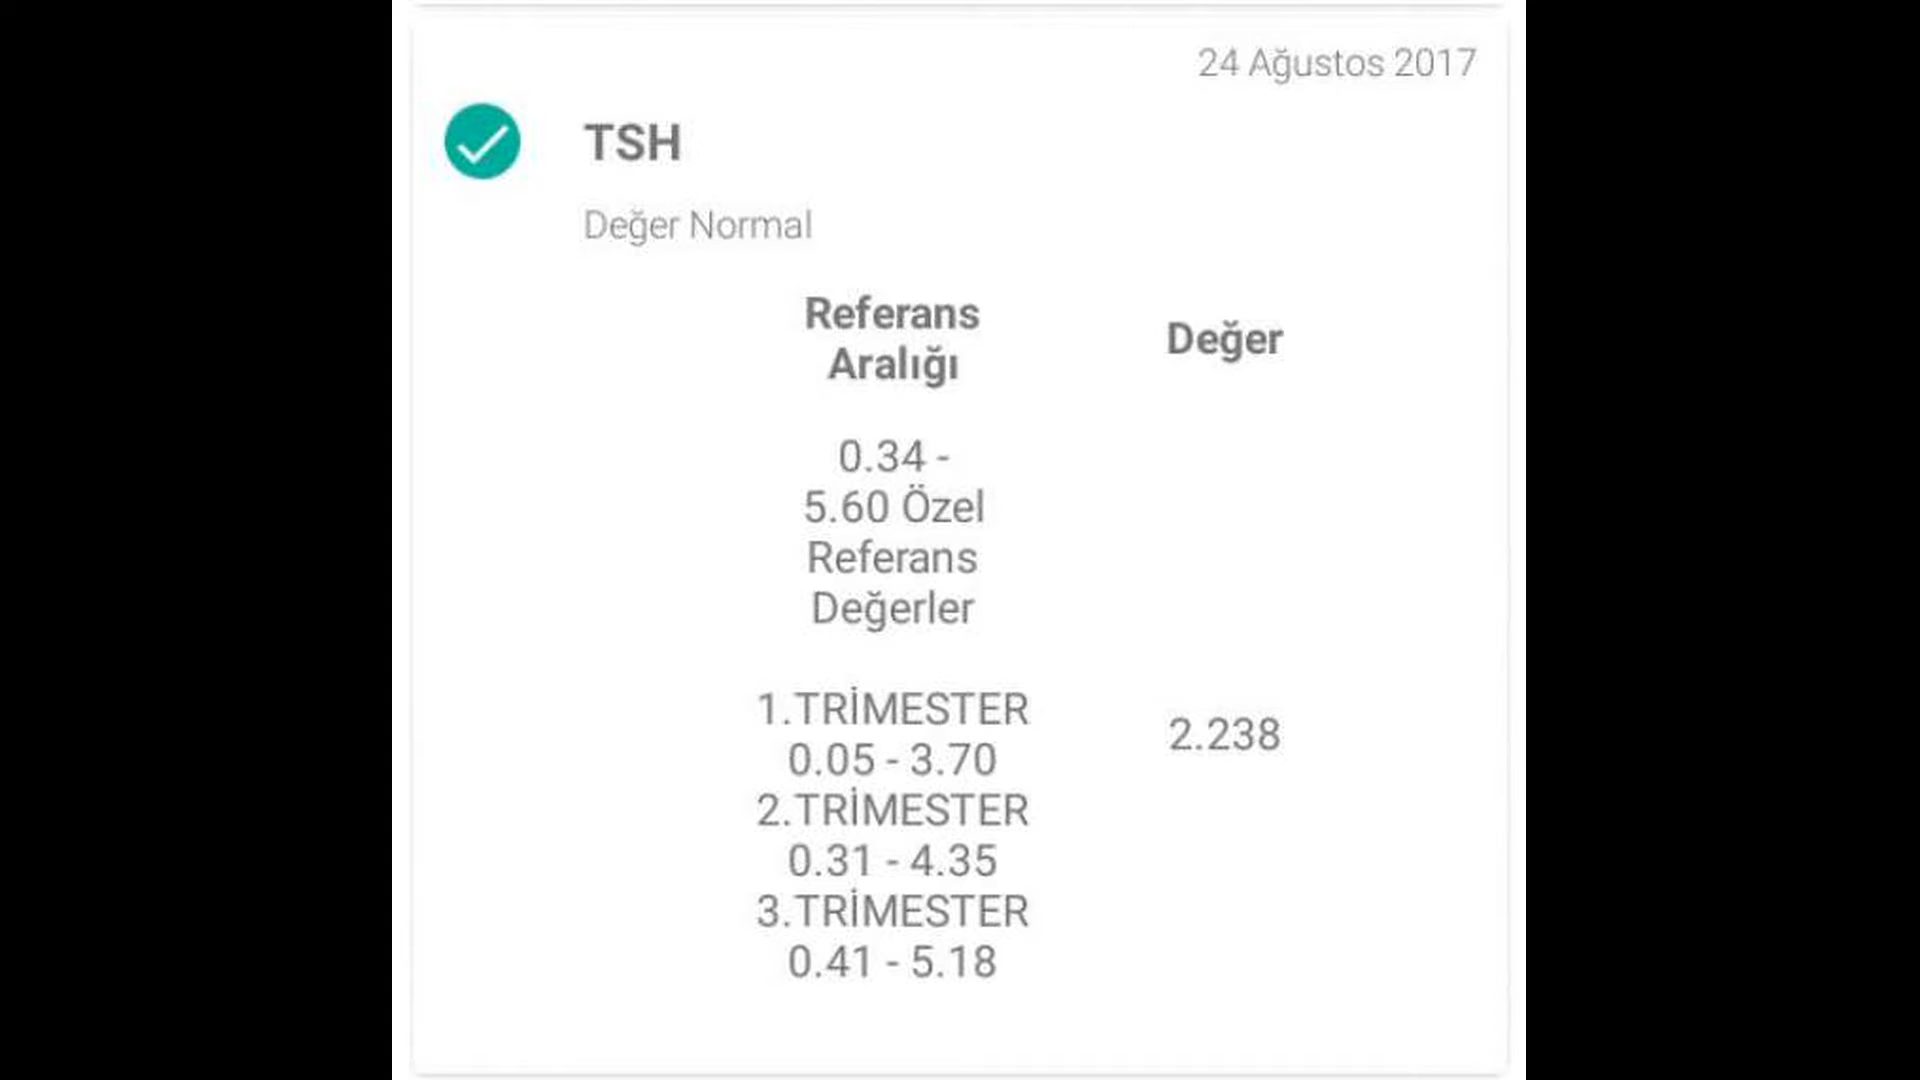 24 Ağustos 2017
TSH
Değer Normal
Referans
Aralığı
Değer
0.34 -
5.60 Özel
Referans
Değerler
1.TRİMESTER
0.05 - 3.70
2.TRİMESTER
0.31 - 4.35
3.TRİMESTER
0.41 - 5.18
2.238